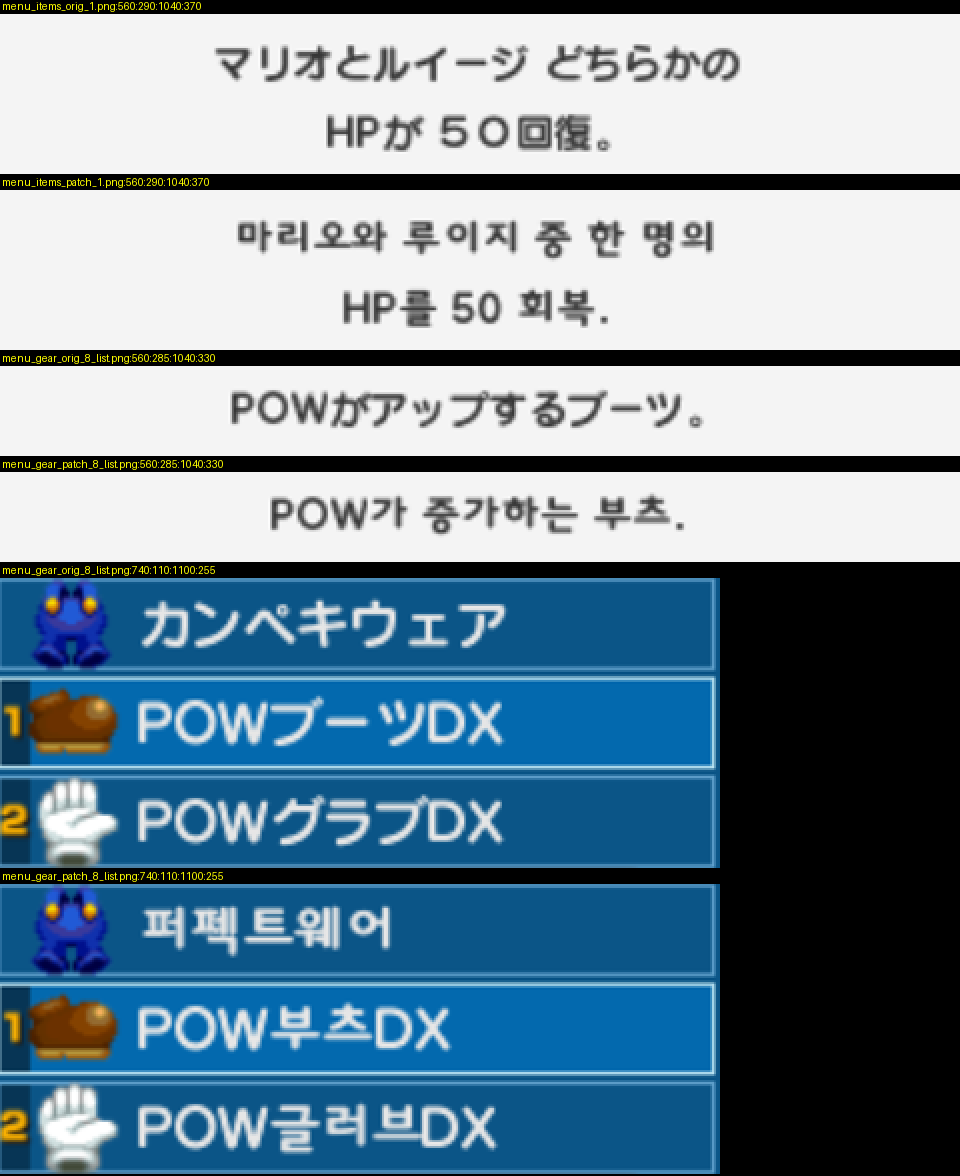 menu_items_orig_1.png:560:290:1040:370
マリオとルイージ どちらかの
HPが ５０回復。
menu_items_patch_1.png:560:290:1040:370
마리오와 루이지 중 한 명의
HP를 50 회복.
menu_gear_orig_8_list.png:560:285:1040:330
POWがアップするブーツ。
menu_gear_patch_8_list.png:560:285:1040:330
POW가 증가하는 부츠.
menu_gear_orig_8_list.png:740:110:1100:255
カンペキウェア
1 POWブーツDX
2 POWグラブDX
menu_gear_patch_8_list.png:740:110:1100:255
퍼펙트웨어
1 POW부츠DX
2 POW글러브DX